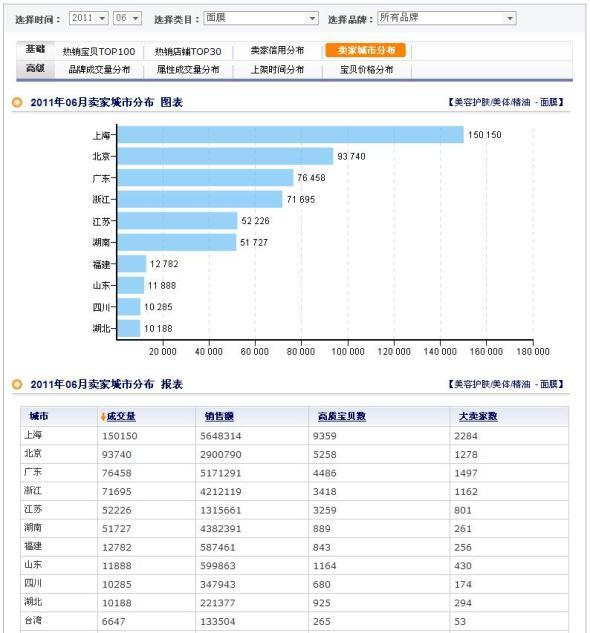 选择时间： 2011 06 选择类目： 面膜 选择品牌： 所有品牌
基础 热销宝贝TOP100 热销店铺TOP30 卖家信用分布 卖家城市分布
高级 品牌成交量分布 属性成交量分布 上架时间分布 宝贝价格分布
2011年06月卖家城市分布 图表 【美容护肤/美体/精油 - 面膜】
上海 150 150
北京 93 740
广东 76 458
浙江 71 695
江苏 52 226
湖南 51 727
福建 12 782
山东 11 888
四川 10 285
湖北 10 188
20 000 40 000 60 000 80 000 100 000 120 000 140 000 160 000 180 000
2011年06月卖家城市分布 报表 【美容护肤/美体/精油 - 面膜】
城市 成交量 销售额 高质宝贝数 大卖家数
上海 150150 5648314 9359 2284
北京 93740 2900790 5258 1278
广东 76458 5171291 4486 1497
浙江 71695 4212119 3418 1162
江苏 52226 1315661 3259 801
湖南 51727 4382391 889 261
福建 12782 587461 843 256
山东 11888 599863 1164 430
四川 10285 347943 680 174
湖北 10188 221377 925 294
台湾 6647 133504 265 53